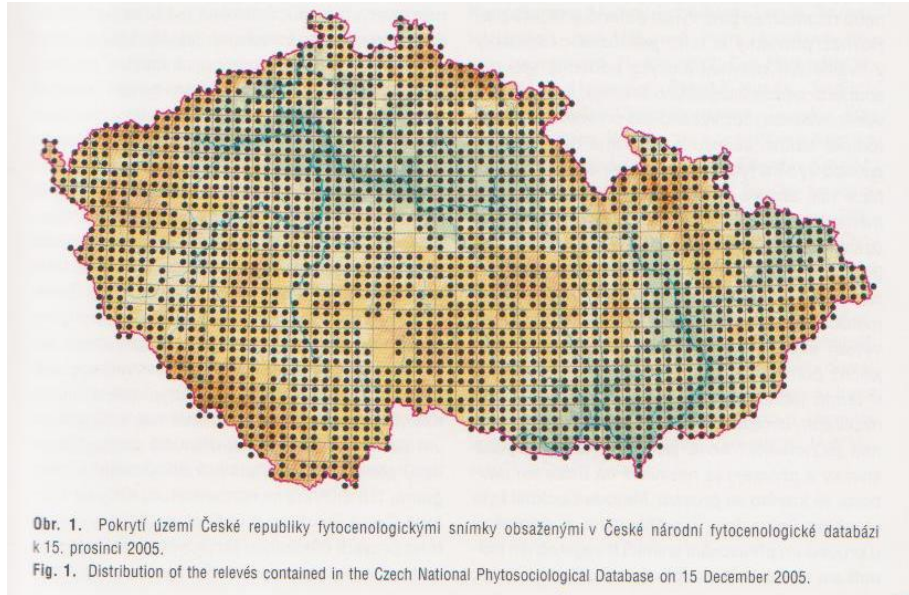 Obr. 1. Pokrytí území České republiky fytocenologickými snímky obsaženými v České národní fytocenologické databázi
k 15. prosinci 2005.
Fig. 1. Distribution of the relevés contained in the Czech National Phytosociological Database on 15 December 2005.